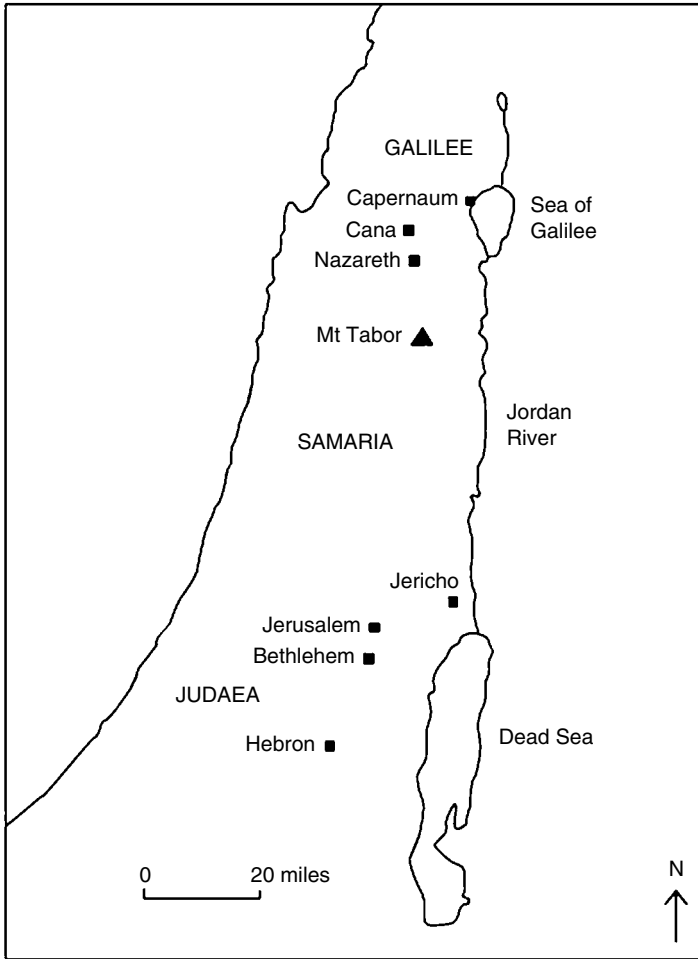 GALILEE
Capernaum
Sea of
Galilee
Cana
Nazareth
Mt Tabor
Jordan
River
SAMARIA
Jericho
Jerusalem
Bethlehem
JUDAEA
Dead Sea
Hebron
0 20 miles
N